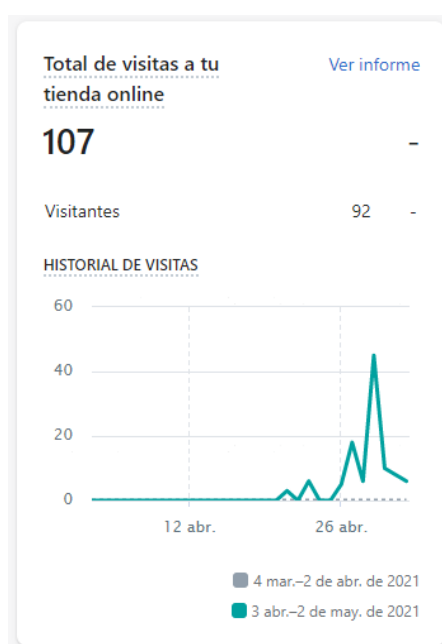 Total de visitas a tu Ver informe
tienda online
107 -
Visitantes 92 -
HISTORIAL DE VISITAS
60
40
20
0
12 abr. 26 abr.
4 mar.–2 de abr. de 2021
3 abr.–2 de may. de 2021